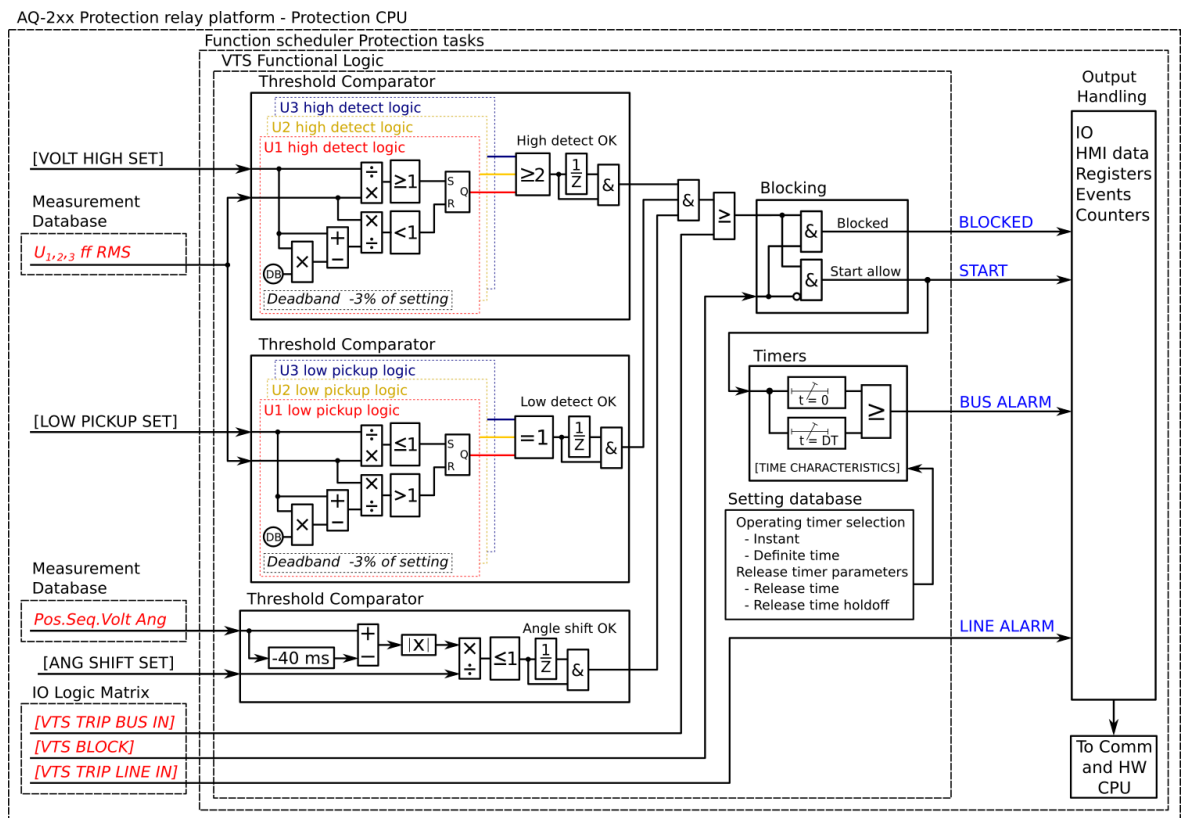 AQ-2xx Protection relay platform - Protection CPU
Function scheduler Protection tasks
VTS Functional Logic
Threshold Comparator
U3 high detect logic
U2 high detect logic
U1 high detect logic
[VOLT HIGH SET]
Measurement
Database
U1,2,3 ff RMS
÷
×
≥1
×
÷
<1
S
R
Q
+
−
×
DB
Deadband -3% of setting
≥2
High detect OK
1
Z
&
&
≥
Threshold Comparator
U3 low pickup logic
U2 low pickup logic
U1 low pickup logic
[LOW PICKUP SET]
÷
×
≤1
×
÷
>1
S
R
Q
+
−
×
DB
Deadband -3% of setting
=1
Low detect OK
1
Z
&
Measurement
Database
Pos.Seq.Volt Ang
[ANG SHIFT SET]
Threshold Comparator
-40 ms
+
−
|X|
×
÷
≤1
Angle shift OK
1
Z
&
IO Logic Matrix
[VTS TRIP BUS IN]
[VTS BLOCK]
[VTS TRIP LINE IN]
Blocking
&
Blocked
&
Start allow
Timers
t = 0
t = DT
≥
[TIME CHARACTERISTICS]
Setting database
Operating timer selection
- Instant
- Definite time
Release timer parameters
- Release time
- Release time holdoff
BLOCKED
START
BUS ALARM
LINE ALARM
Output
Handling
IO
HMI data
Registers
Events
Counters
To Comm
and HW
CPU